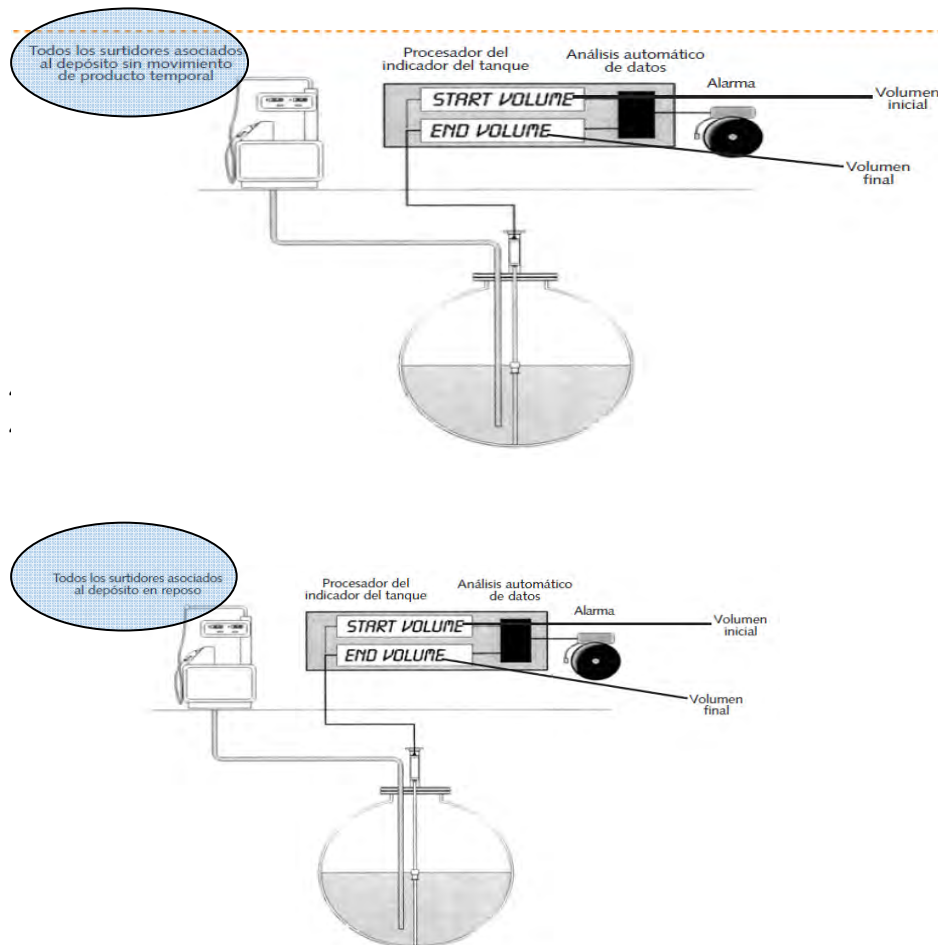 Todos los surtidores asociados
al depósito sin movimiento
de producto temporal
Procesador del
indicador del tanque
Análisis automático
de datos
Alarma
START VOLUME
END VOLUME
Volumen
inicial
Volumen
final
Todos los surtidores asociados
al depósito en reposo
Procesador del
indicador del tanque
Análisis automático
de datos
Alarma
START VOLUME
END VOLUME
Volumen
inicial
Volumen
final